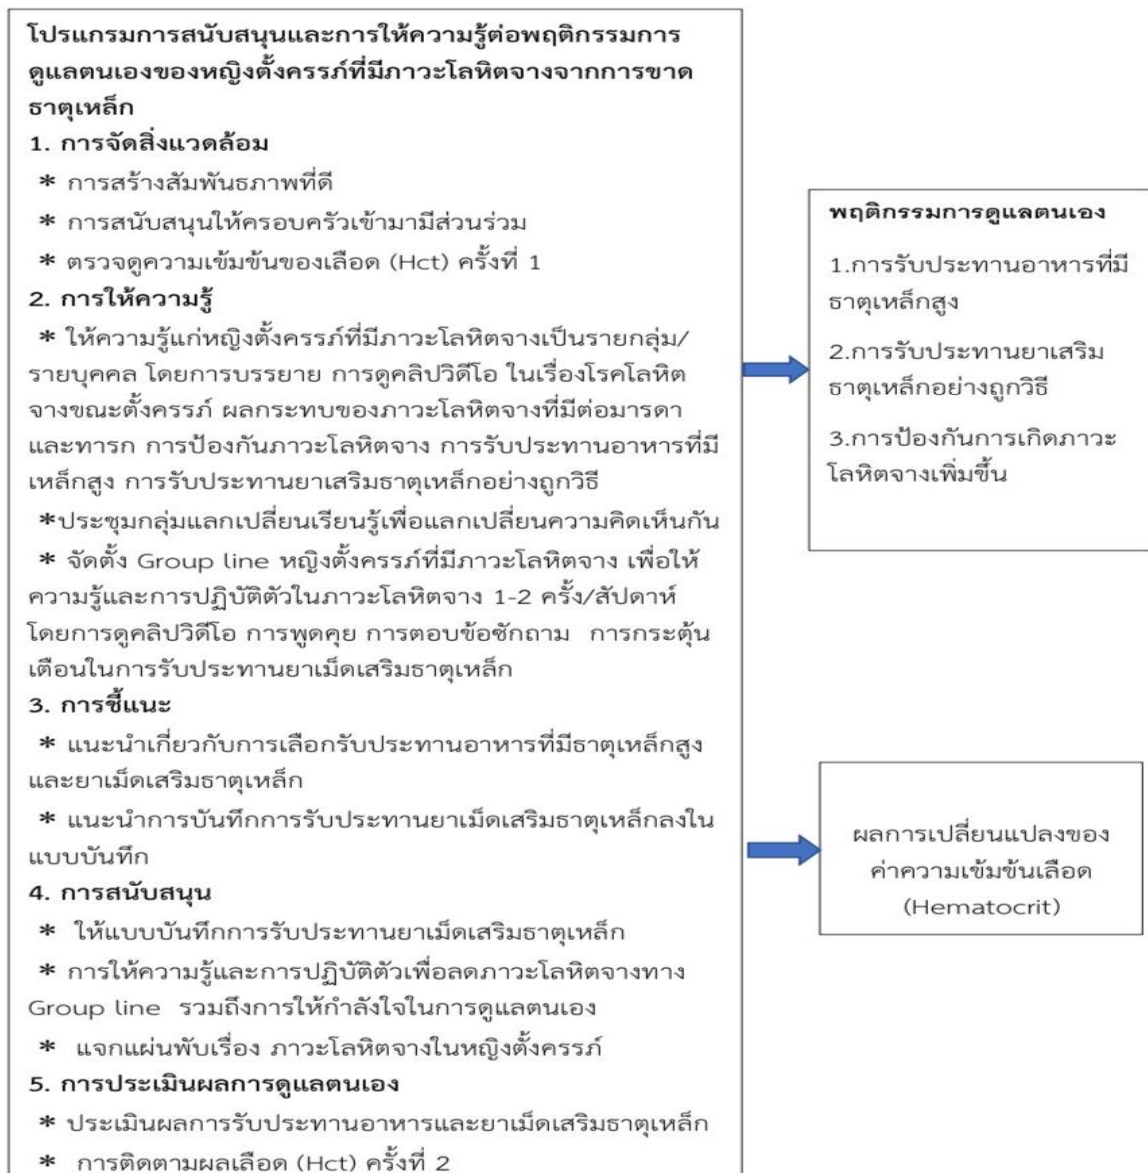 โปรแกรมการสนับสนุนและการให้ความรู้ต่อพฤติกรรมการ
ดูแลตนเองของหญิงตั้งครรภ์ที่มีภาวะโลหิตจางจากการขาด
ธาตุเหล็ก
1. การจัดสิ่งแวดล้อม
* การสร้างสัมพันธภาพที่ดี
* การสนับสนุนให้ครอบครัวเข้ามามีส่วนร่วม
* ตรวจดูความเข้มข้นของเลือด (Hct) ครั้งที่ 1
2. การให้ความรู้
* ให้ความรู้แก่หญิงตั้งครรภ์ที่มีภาวะโลหิตจางเป็นรายกลุ่ม/
รายบุคคล โดยการบรรยาย การดูคลิปวิดีโอ ในเรื่องโรคโลหิต
จางขณะตั้งครรภ์ ผลกระทบของภาวะโลหิตจางที่มีต่อมารดา
และทารก การป้องกันภาวะโลหิตจาง การรับประทานอาหารที่มี
เหล็กสูง การรับประทานยาเสริมธาตุเหล็กอย่างถูกวิธี
*ประชุมกลุ่มแลกเปลี่ยนเรียนรู้เพื่อแลกเปลี่ยนความคิดเห็นกัน
* จัดตั้ง Group line หญิงตั้งครรภ์ที่มีภาวะโลหิตจาง เพื่อให้
ความรู้และการปฏิบัติตัวในภาวะโลหิตจาง 1-2 ครั้ง/สัปดาห์
โดยการดูคลิปวิดีโอ การพูดคุย การตอบข้อซักถาม การกระตุ้น
เตือนในการรับประทานยาเม็ดเสริมธาตุเหล็ก
3. การชี้แนะ
* แนะนำเกี่ยวกับการเลือกรับประทานอาหารที่มีธาตุเหล็กสูง
และยาเม็ดเสริมธาตุเหล็ก
* แนะนำการบันทึกการรับประทานยาเม็ดเสริมธาตุเหล็กลงใน
แบบบันทึก
4. การสนับสนุน
* ให้แบบบันทึกการรับประทานยาเม็ดเสริมธาตุเหล็ก
* การให้ความรู้และการปฏิบัติตัวเพื่อลดภาวะโลหิตจางทาง
Group line รวมถึงการให้กำลังใจในการดูแลตนเอง
* แจกแผ่นพับเรื่อง ภาวะโลหิตจางในหญิงตั้งครรภ์
5. การประเมินผลการดูแลตนเอง
* ประเมินผลการรับประทานอาหารและยาเม็ดเสริมธาตุเหล็ก
* การติดตามผลเลือด (Hct) ครั้งที่ 2
พฤติกรรมการดูแลตนเอง
1.การรับประทานอาหารที่มี
ธาตุเหล็กสูง
2.การรับประทานยาเสริม
ธาตุเหล็กอย่างถูกวิธี
3.การป้องกันการเกิดภาวะ
โลหิตจางเพิ่มขึ้น
ผลการเปลี่ยนแปลงของ
ค่าความเข้มข้นเลือด
(Hematocrit)